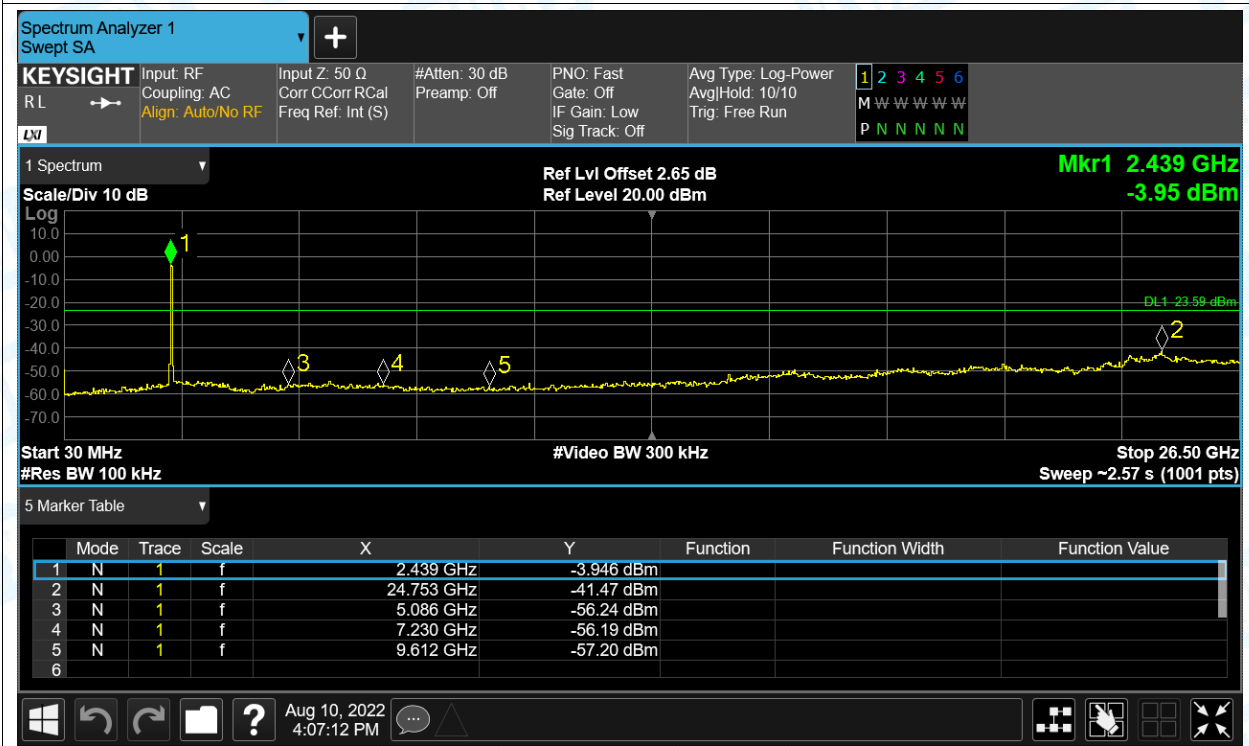 Spectrum Analyzer 1
Swept SA
KEYSIGHT Input: RF Input Z: 50 Ω #Atten: 30 dB PNO: Fast Avg Type: Log-Power 1 2 3 4 5 6
R L Coupling: AC Corr CCorr RCal Preamp: Off Gate: Off Avg|Hold: 10/10 M W W W W W W
Align: Auto/No RF Freq Ref: Int (S) IF Gain: Low Trig: Free Run
LXI Sig Track: Off P N N N N N
1 Spectrum Ref Lvl Offset 2.65 dB Mkr1 2.439 GHz
Scale/Div 10 dB Ref Level 20.00 dBm -3.95 dBm
Log
10.0
1
0.00
-10.0
-20.0 DL1 -23.59 dBm
-30.0
2
-40.0
3 4 5
-50.0
-60.0
-70.0
Start 30 MHz #Video BW 300 kHz Stop 26.50 GHz
#Res BW 100 kHz Sweep ~2.57 s (1001 pts)
5 Marker Table
Mode Trace Scale X Y Function Function Width Function Value
1 N 1 f 2.439 GHz -3.946 dBm
2 N 1 f 24.753 GHz -41.47 dBm
3 N 1 f 5.086 GHz -56.24 dBm
4 N 1 f 7.230 GHz -56.19 dBm
5 N 1 f 9.612 GHz -57.20 dBm
6
? Aug 10, 2022
4:07:12 PM